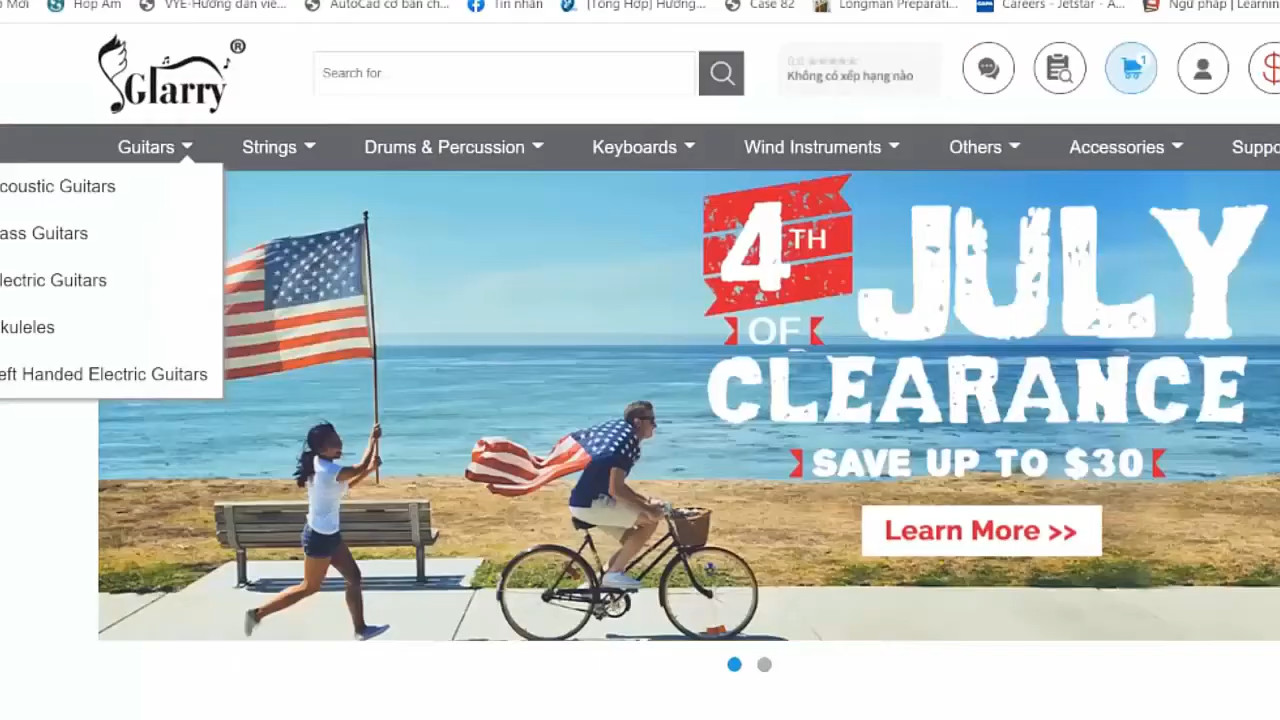 Mới Hợp Âm VYE-Hướng dẫn viê... AutoCad cơ bản ch... Tin nhắn [Tổng Hợp] Hướng... Case 82 Longman Preparati... Careers - Jetstar - A... Ngữ pháp | Learnin
Glarry ®
Search for
0.0 ★★★★★
Không có xếp hạng nào
1
Guitars Strings Drums & Percussion Keyboards Wind Instruments Others Accessories Suppo
coustic Guitars
ass Guitars
lectric Guitars
kuleles
eft Handed Electric Guitars
4TH OF JULY
CLEARANCE
SAVE UP TO $30
Learn More >>